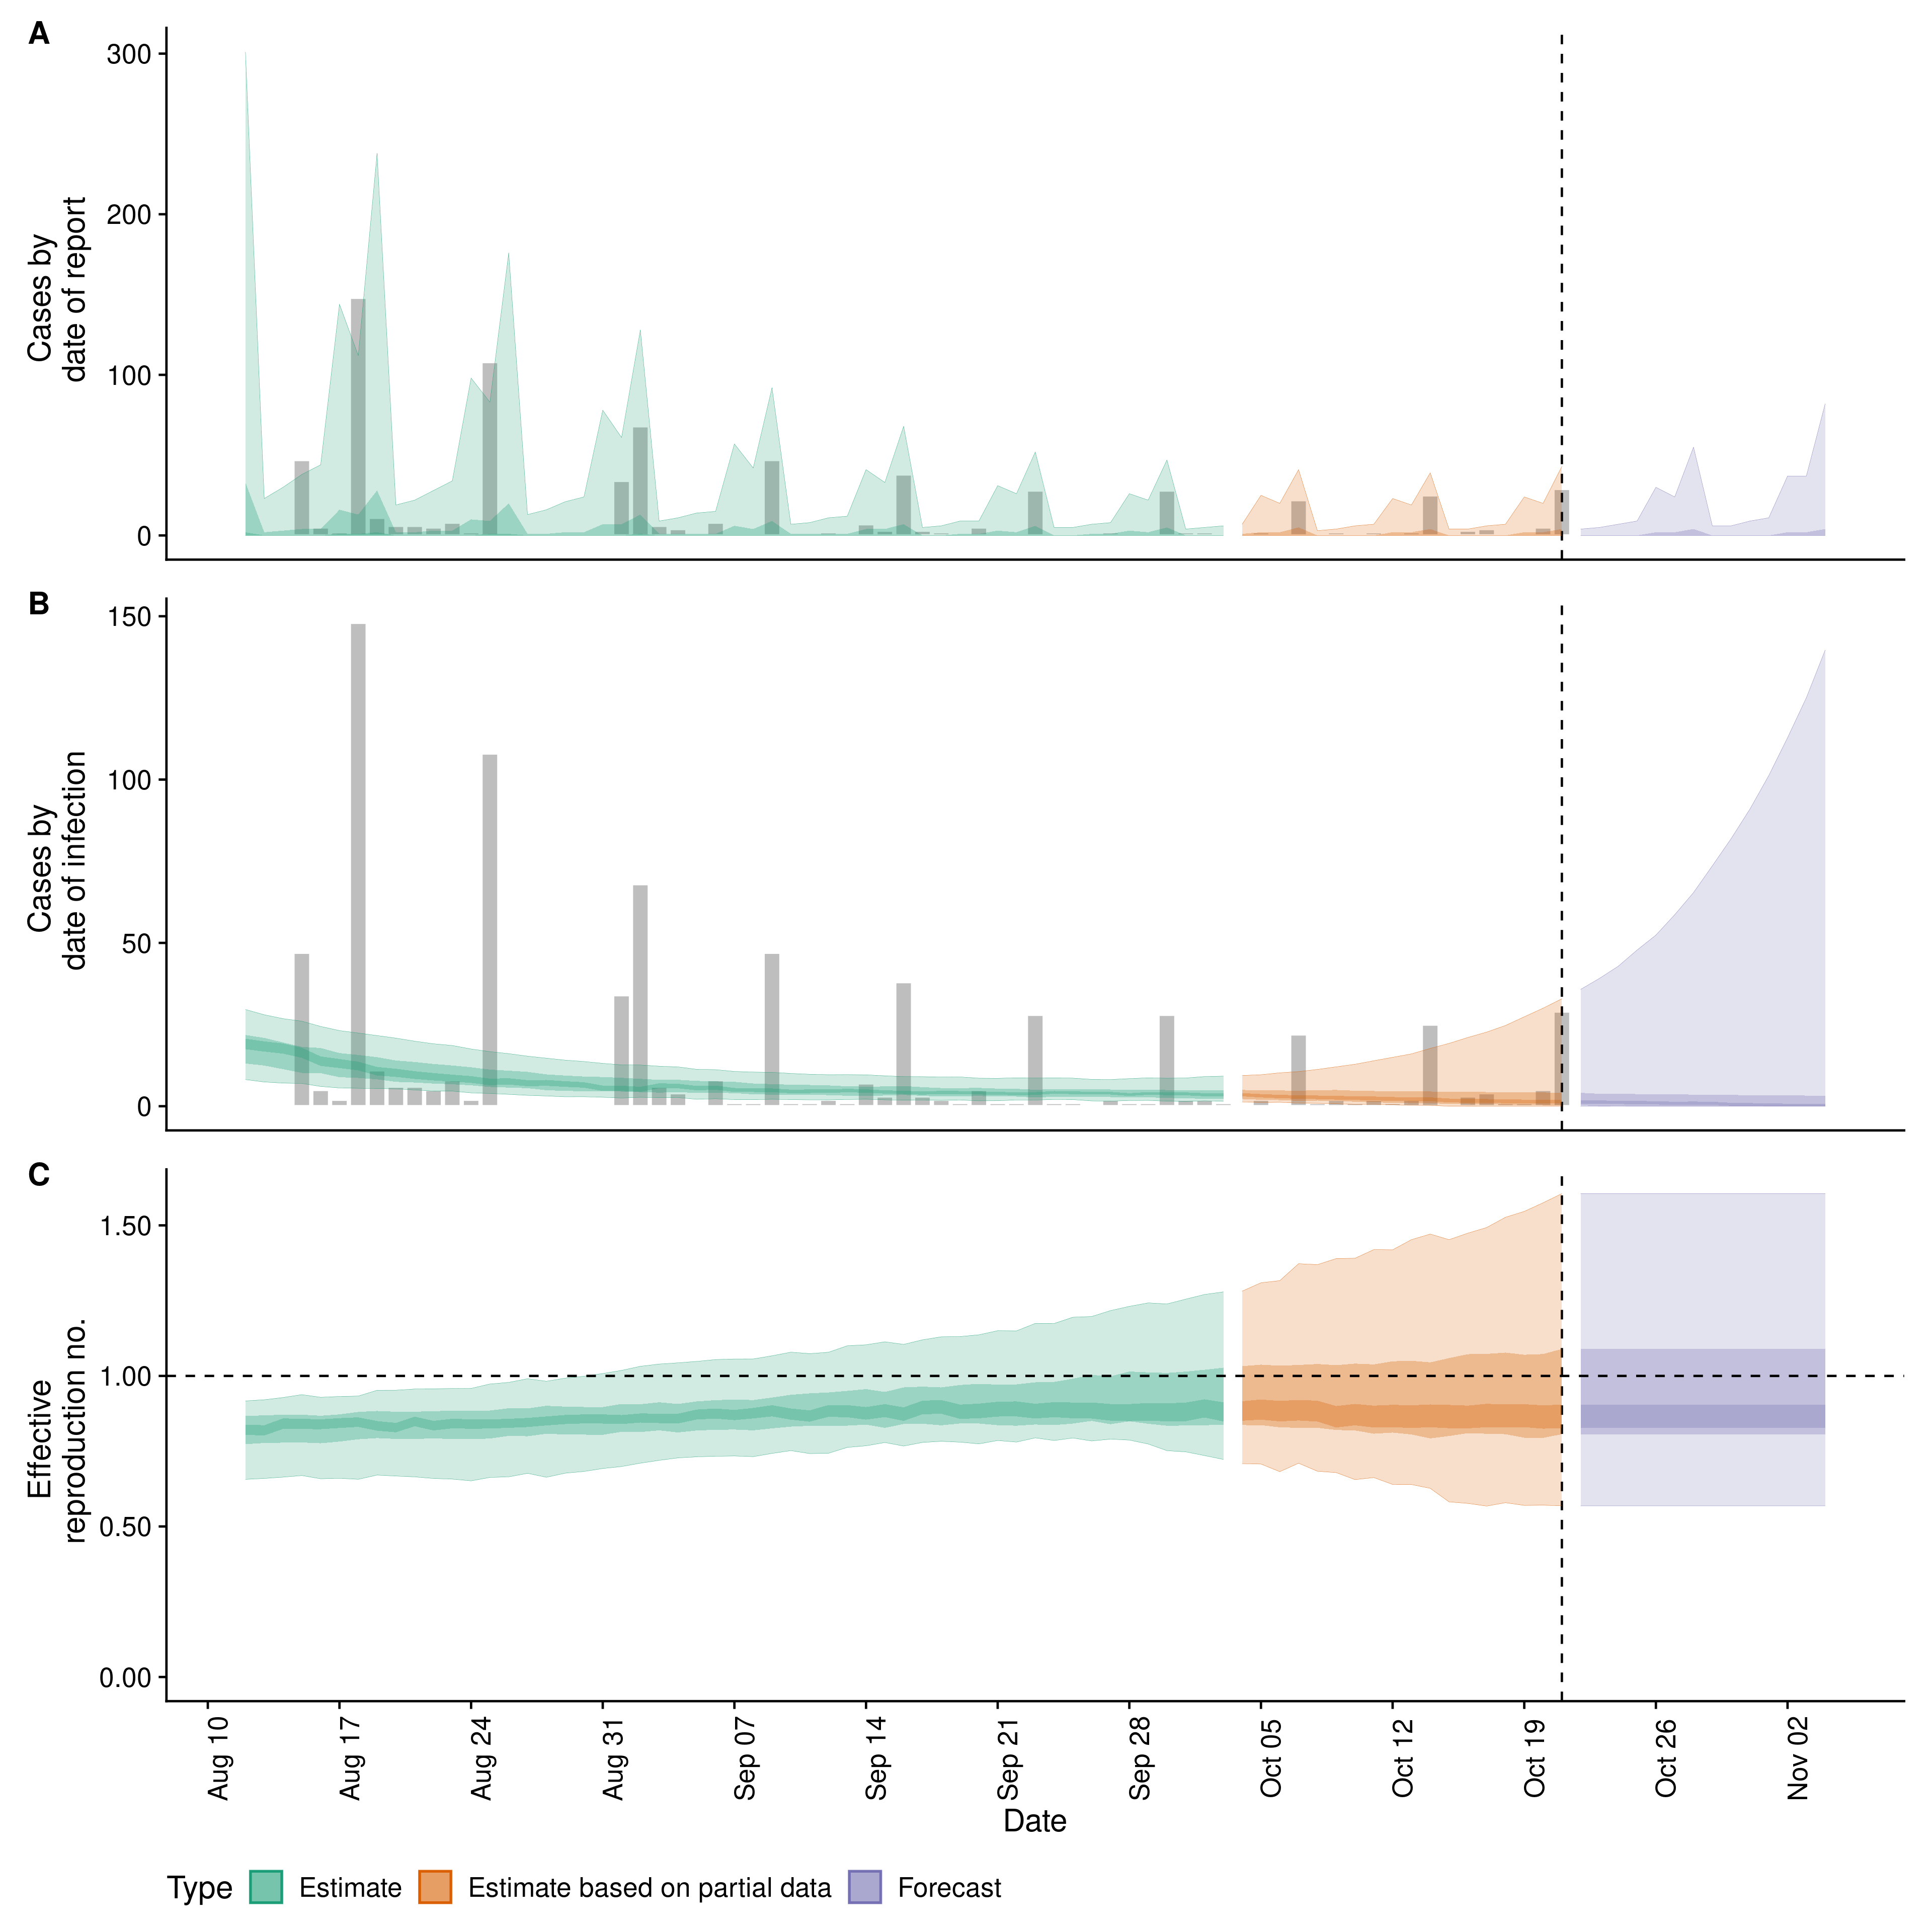 A
Cases by
date of report
300
200
100
0
B
Cases by
date of infection
150
100
50
0
C
Effective
reproduction no.
1.50
1.00
0.50
0.00
Aug 10
Aug 17
Aug 24
Aug 31
Sep 07
Sep 14
Sep 21
Sep 28
Oct 05
Oct 12
Oct 19
Oct 26
Nov 02
Date
Type
Estimate
Estimate based on partial data
Forecast